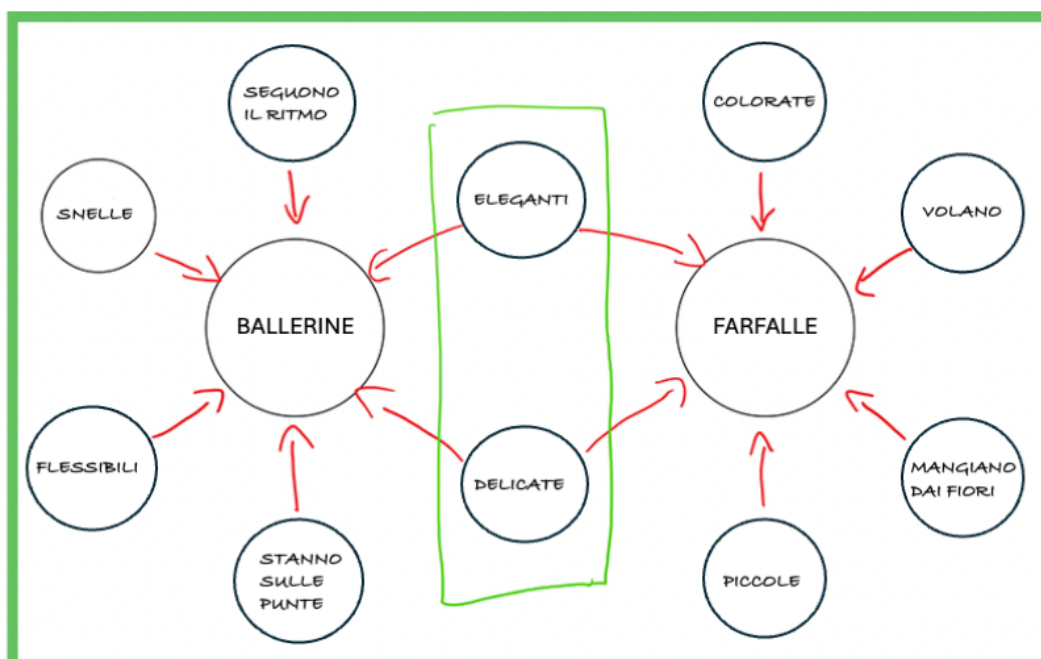 SEGUONO
IL RITMO
COLORATE
SNELLE
ELEGANTI
VOLANO
BALLERINE
FARFALLE
FLESSIBILI
DELICATE
MANGIANO
DAI FIORI
STANNO
SULLE
PUNTE
PICCOLE